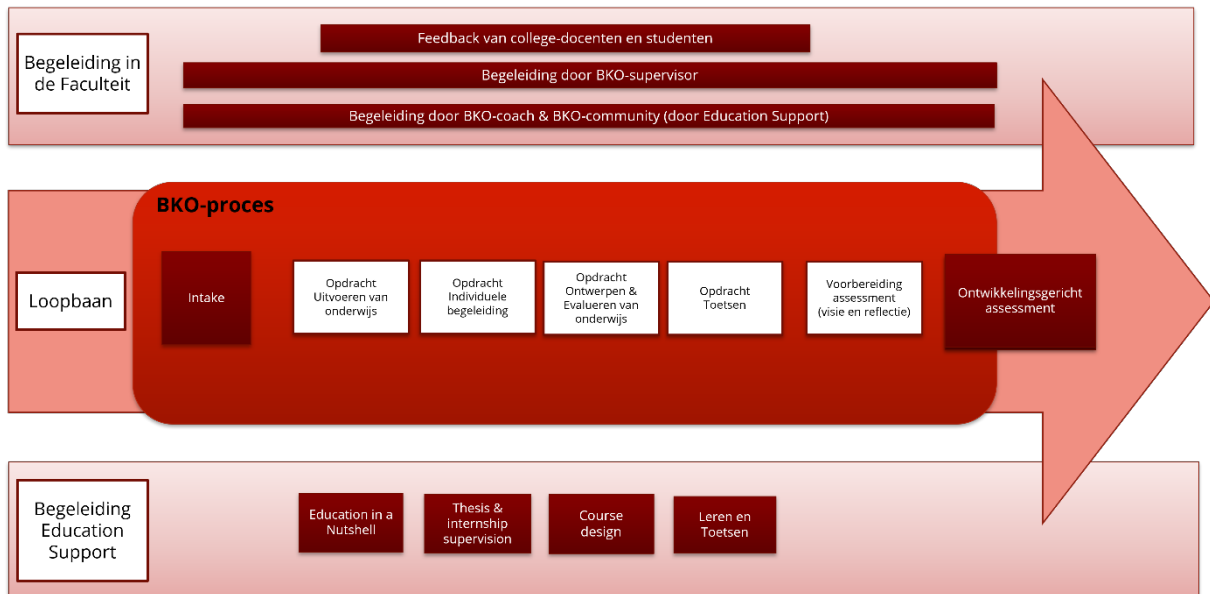 Begeleiding in
de Faculteit
Feedback van college-docenten en studenten
Begeleiding door BKO-supervisor
Begeleiding door BKO-coach & BKO-community (door Education Support)
BKO-proces
Loopbaan
Intake
Opdracht
Uitvoeren van
onderwijs
Opdracht
Individuele
begeleiding
Opdracht
Ontwerpen &
Evalueren van
onderwijs
Opdracht
Toetsen
Voorbereiding
assessment
(visie en reflectie)
Ontwikkelingsgericht
assessment
Begeleiding
Education
Support
Education in a
Nutshell
Thesis &
internship
supervision
Course
design
Leren en
Toetsen